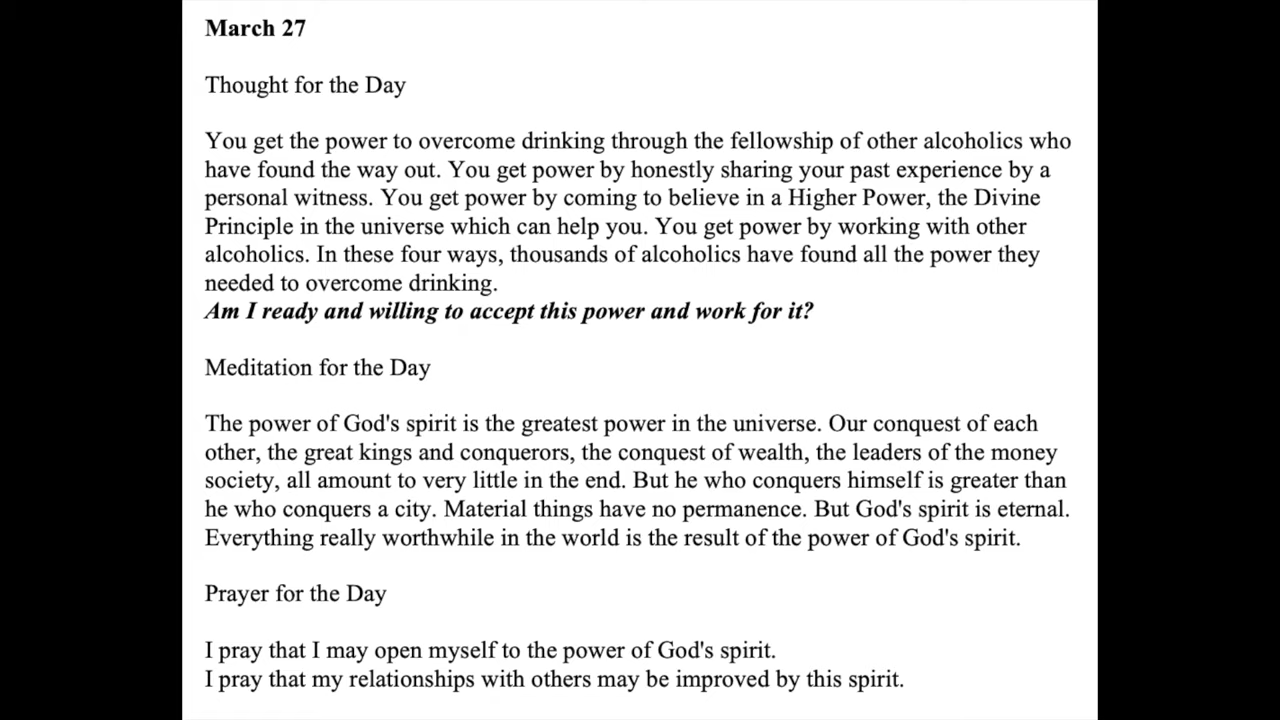 March 27
Thought for the Day
You get the power to overcome drinking through the fellowship of other alcoholics who
have found the way out. You get power by honestly sharing your past experience by a
personal witness. You get power by coming to believe in a Higher Power, the Divine
Principle in the universe which can help you. You get power by working with other
alcoholics. In these four ways, thousands of alcoholics have found all the power they
needed to overcome drinking.
Am I ready and willing to accept this power and work for it?
Meditation for the Day
The power of God's spirit is the greatest power in the universe. Our conquest of each
other, the great kings and conquerors, the conquest of wealth, the leaders of the money
society, all amount to very little in the end. But he who conquers himself is greater than
he who conquers a city. Material things have no permanence. But God's spirit is eternal.
Everything really worthwhile in the world is the result of the power of God's spirit.
Prayer for the Day
I pray that I may open myself to the power of God's spirit.
I pray that my relationships with others may be improved by this spirit.